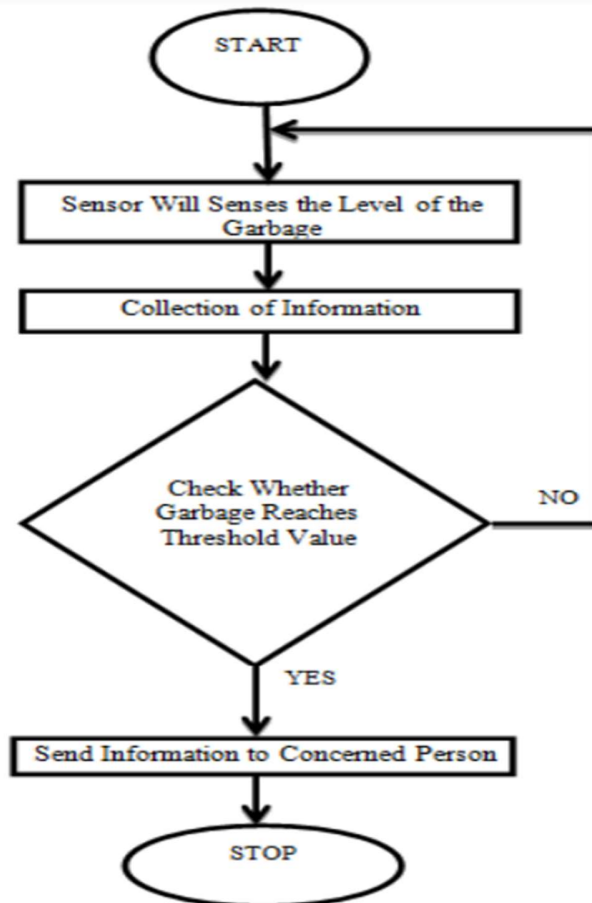 START
Sensor Will Senses the Level of the
Garbage
Collection of Information
Check Whether
Garbage Reaches
Threshold Value
NO
YES
Send Information to Concerned Person
STOP